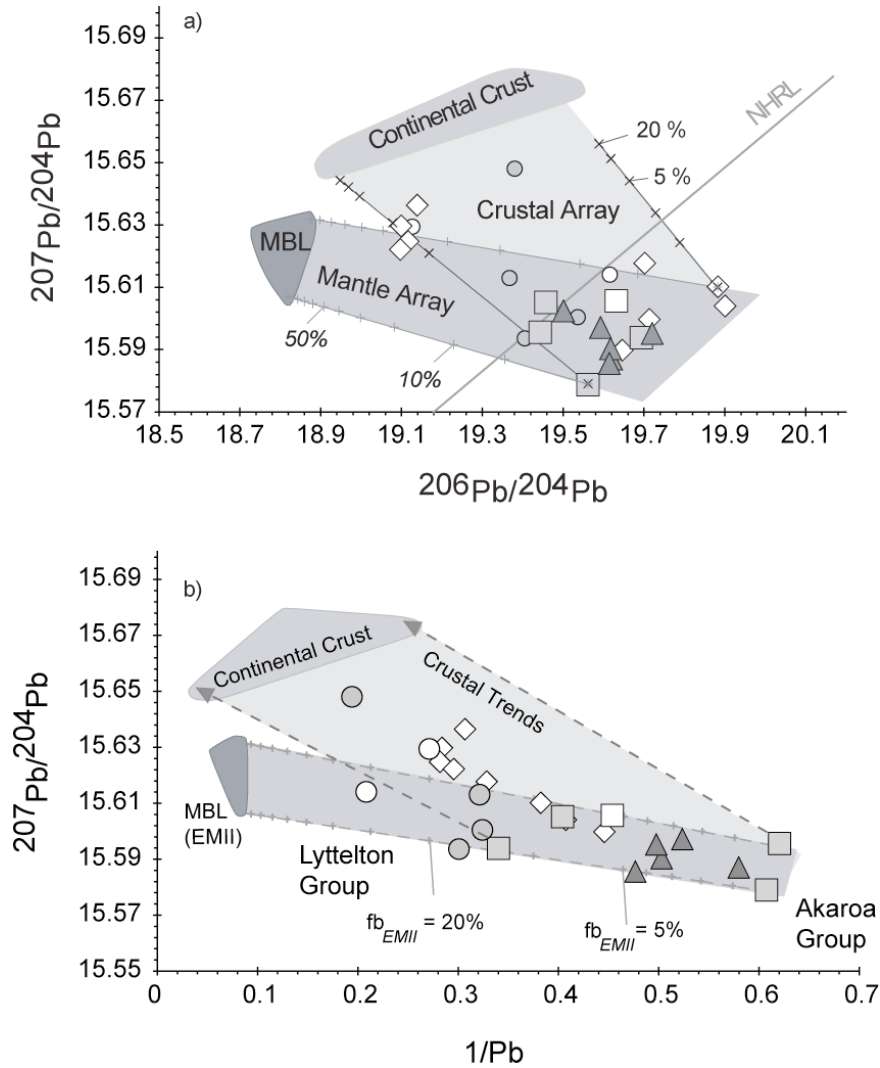 a)
15.69
15.67
15.65
15.63
15.61
15.59
15.57
207Pb/204Pb
Continental Crust
NHRL
20 %
5 %
Crustal Array
MBL
Mantle Array
50%
10%
18.5 18.7 18.9 19.1 19.3 19.5 19.7 19.9 20.1
206Pb/204Pb
b)
15.69
15.67
15.65
15.63
15.61
15.59
15.57
15.55
207Pb/204Pb
Continental Crust
Crustal Trends
MBL
(EMII)
Lyttelton
Group
fbEMII = 20%
fbEMII = 5%
Akaroa
Group
0 0.1 0.2 0.3 0.4 0.5 0.6 0.7
1/Pb